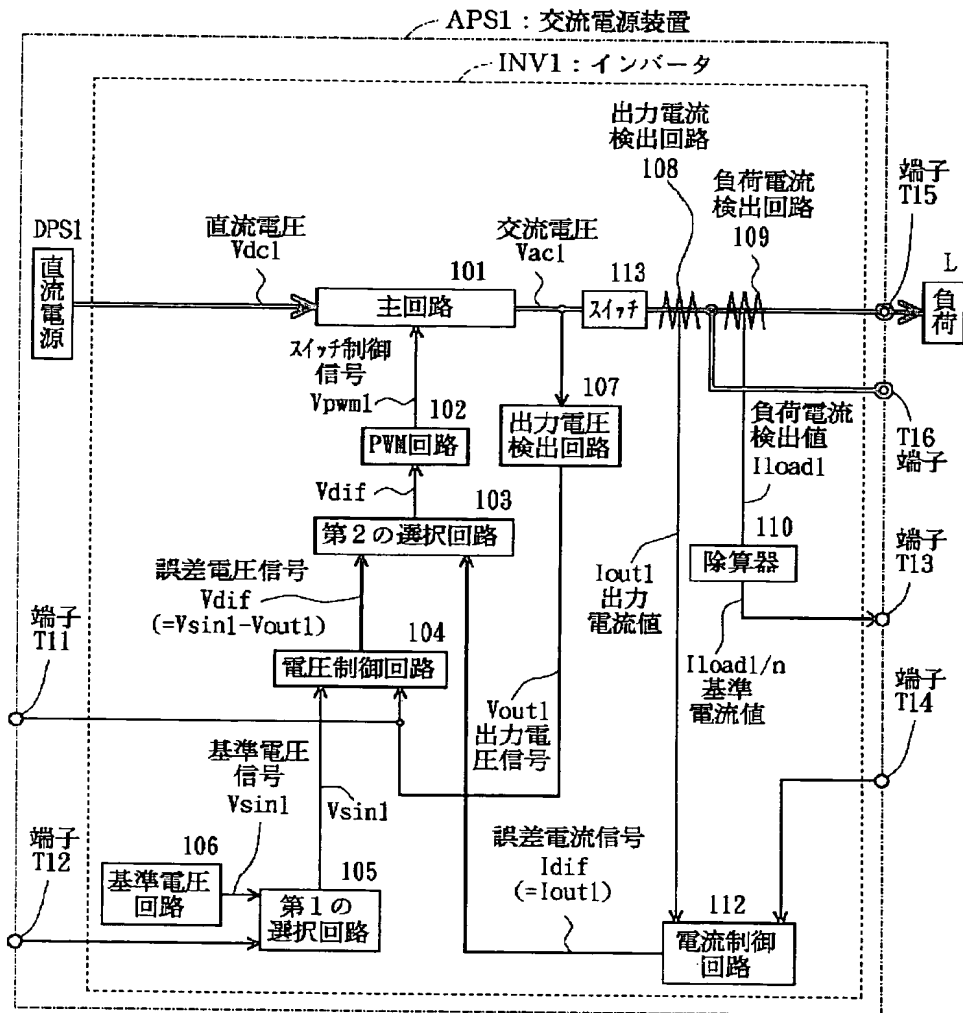 APS1:交流電源装置
INV1:インバータ
出力電流
検出回路
108
負荷電流
検出回路
109
端子
T15
DPS1
直流電源
直流電圧
Vdc1
101
主回路
交流電圧
Vac1
113
スイッチ
L
負荷
スイッチ制御
信号
Vpwm1
102
PWM回路
107
出力電圧
検出回路
負荷電流
検出値
Iload1
T16
端子
Vdif
103
第2の選択回路
110
除算器
端子
T13
誤差電圧信号
Vdif
(=Vsin1-Vout1)
Iout1
出力
電流値
端子
T11
104
電圧制御回路
Iload1/n
基準
電流値
端子
T14
Vout1
出力電
圧信号
基準電圧
信号
Vsin1
Vsin1
端子
T12
106
基準電圧
回路
105
第1の
選択回路
誤差電流信号
Idif
(=Iout1)
112
電流制御
回路